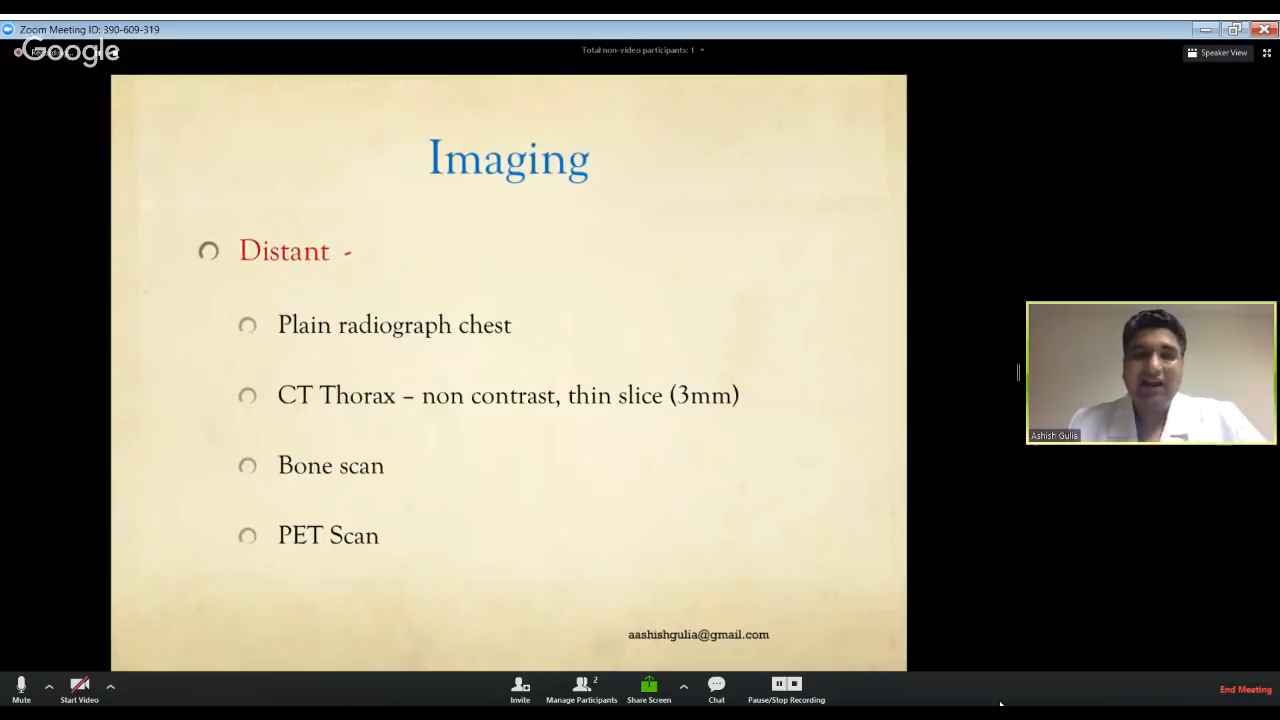 Zoom Meeting ID: 390-609-319
Google
Total non-video participants: 1
Speaker View
Imaging
Distant -
Plain radiograph chest
CT Thorax – non contrast, thin slice (3mm)
Bone scan
PET Scan
aashishgulia@gmail.com
Ashish Gulia
Mute
Start Video
Invite
2
Manage Participants
Share Screen
Chat
Pause/Stop Recording
End Meeting